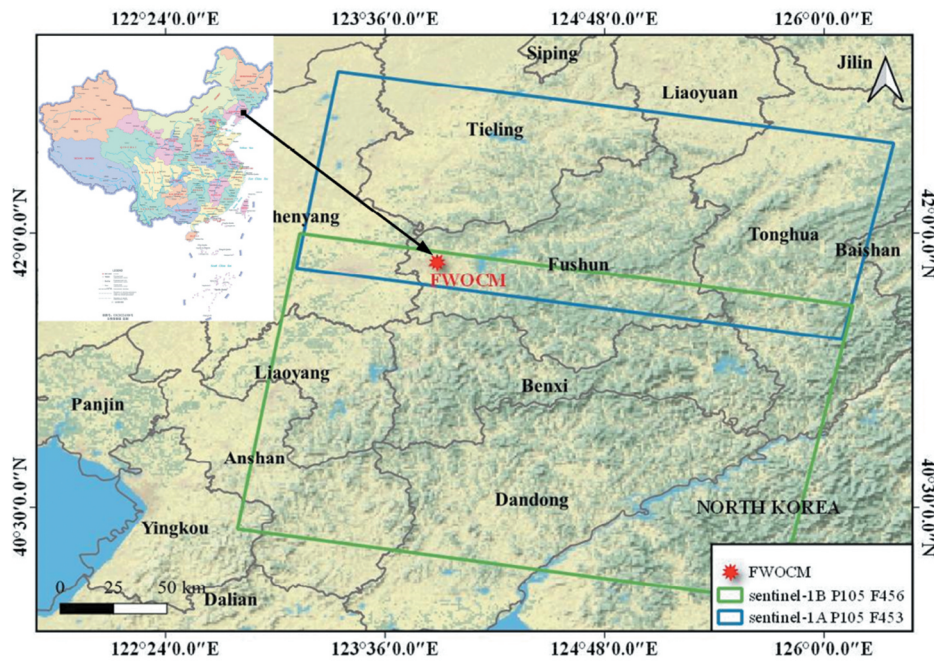 122°24′0.0″E 123°36′0.0″E 124°48′0.0″E 126°0′0.0″E
Siping
Jilin
Liaoyuan
Tieling
henyang
Tonghua
Baishan
42°0′0.0″N
42°0′0.0″N
Fushun
FWOCM
Liaoyang
Benxi
Panjin
Anshan
Dandong
NORTH KOREA
40°30′0.0″N
40°30′0.0″N
Yingkou
FWOCM
0 25 50 km
sentinel-1B P105 F456
Dalian
sentinel-1A P105 F453
122°24′0.0″E 123°36′0.0″E 124°48′0.0″E 126°0′0.0″E